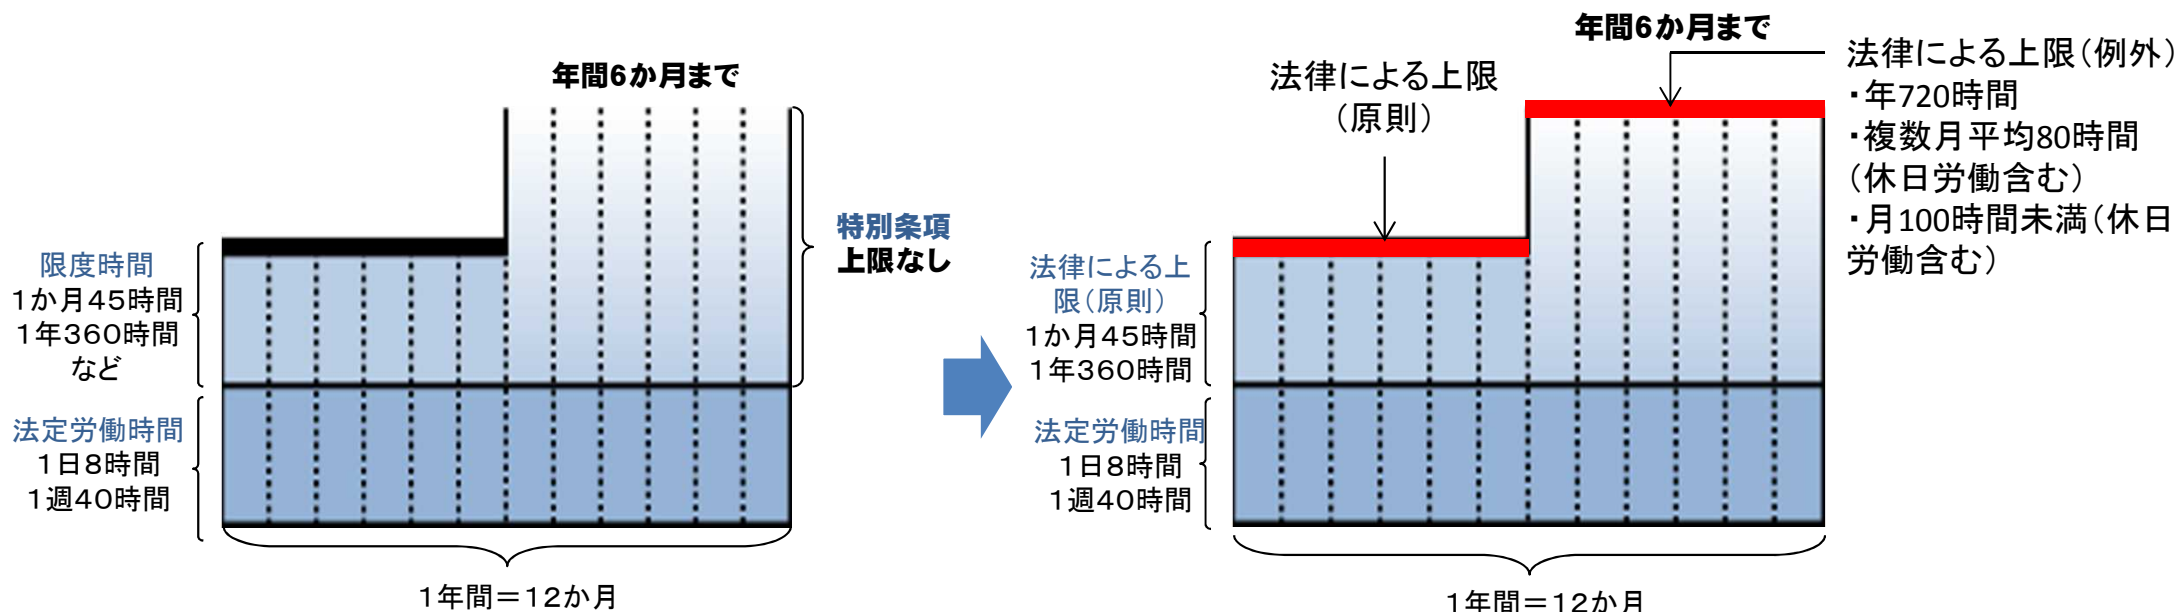 年間6か月まで
限度時間
1か月45時間
1年360時間
など
法定労働時間
1日8時間
1週40時間
特別条項
上限なし
1年間＝12か月
年間6か月まで
法律による上限
（原則）
法律による上限（例外）
・年720時間
・複数月平均80時間
（休日労働含む）
・月100時間未満（休日
労働含む）
法律による上
限（原則）
1か月45時間
1年360時間
法定労働時間
1日8時間
1週40時間
1年間＝12か月